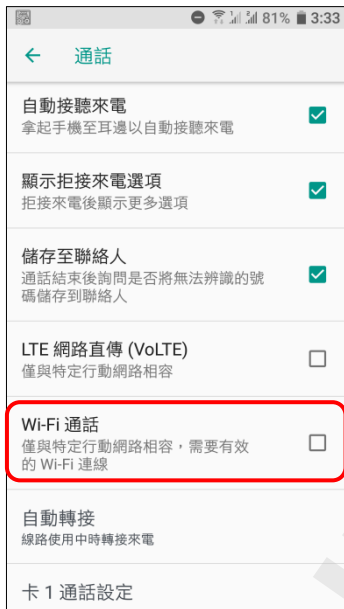 81% 3:33
通話
自動接聽來電
拿起手機至耳邊以自動接聽來電
顯示拒接來電選項
拒接來電後顯示更多選項
儲存至聯絡人
通話結束後詢問是否將無法辨識的號
碼儲存到聯絡人
LTE 網路直傳 (VoLTE)
僅與特定行動網路相容
Wi-Fi 通話
僅與特定行動網路相容，需要有效
的 Wi-Fi 連線
自動轉接
線路使用中時轉接來電
卡 1 通話設定